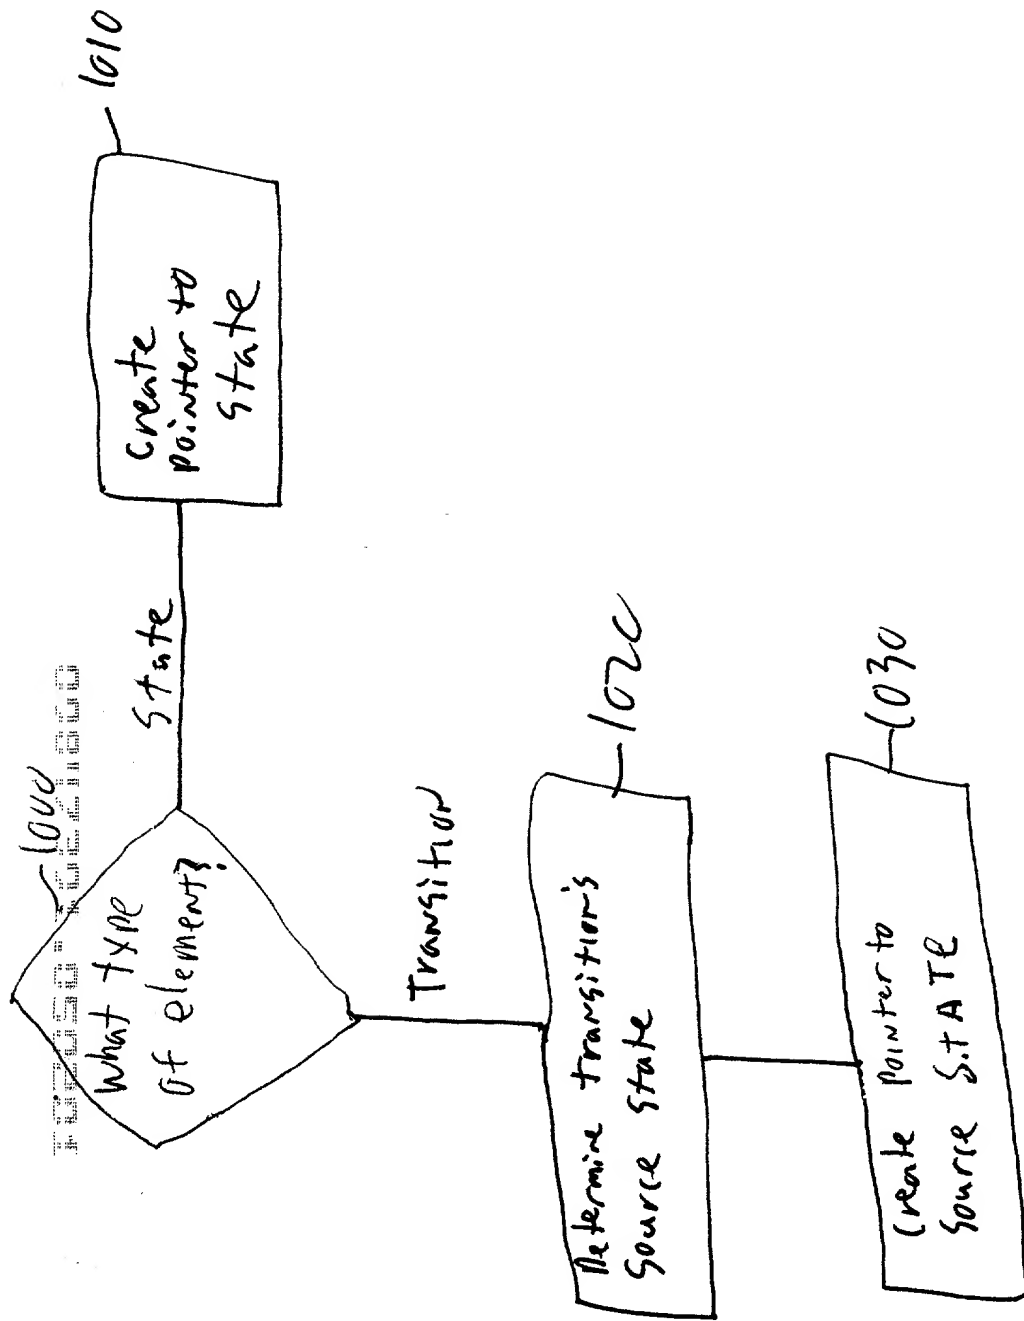 1000
What type
of element?
State
Create
pointer to
State
1010
Transition
Determine transition's
Source State
1020
Create pointer to
Source STATE
1030